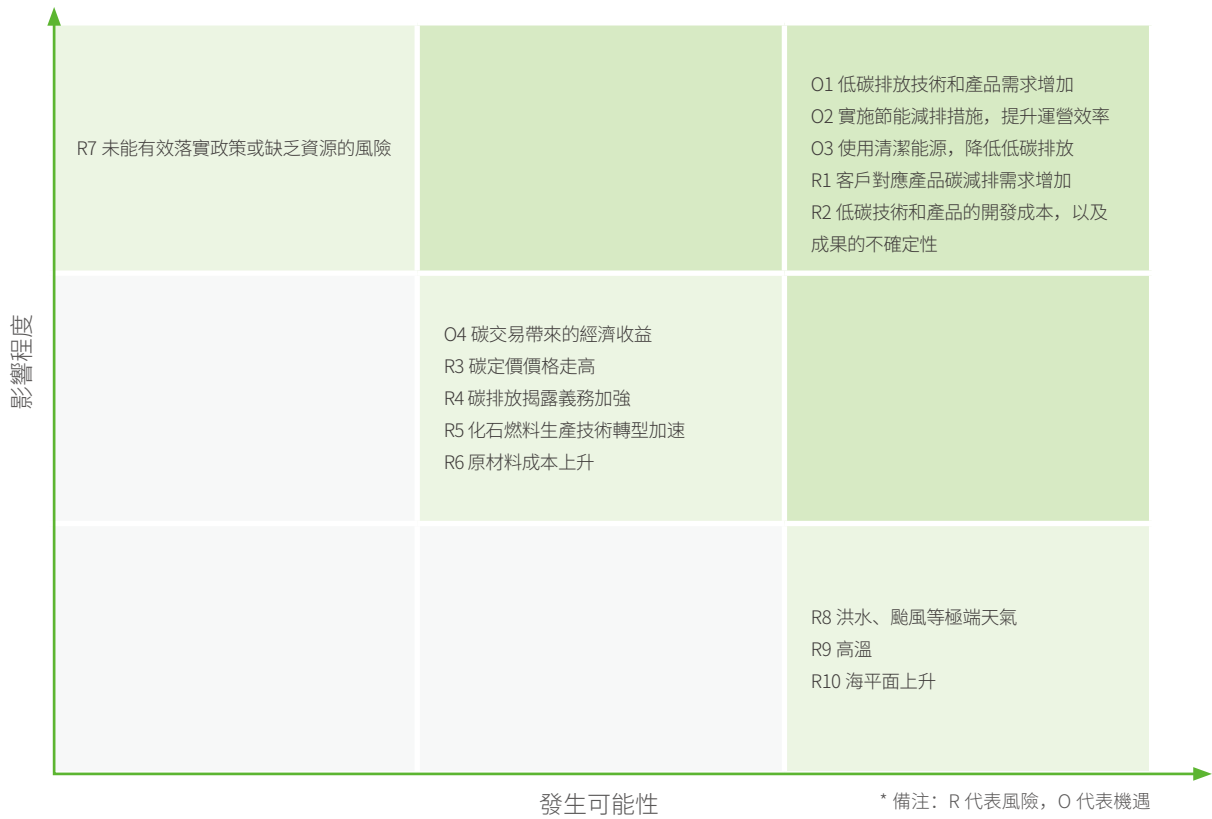 O1 低碳排放技術和產品需求增加
O2 實施節能減排措施，提升運營效率
O3 使用清潔能源，降低低碳排放
R1 客戶對應產品碳減排需求增加
R2 低碳技術和產品的開發成本，以及
成果的不確定性
R7 未能有效落實政策或缺乏資源的風險
O4 碳交易帶來的經濟收益
R3 碳定價價格走高
R4 碳排放揭露義務加強
R5 化石燃料生產技術轉型加速
R6 原材料成本上升
R8 洪水、颱風等極端天氣
R9 高溫
R10 海平面上升
影響程度
發生可能性
* 備注：R 代表風險，O 代表機遇